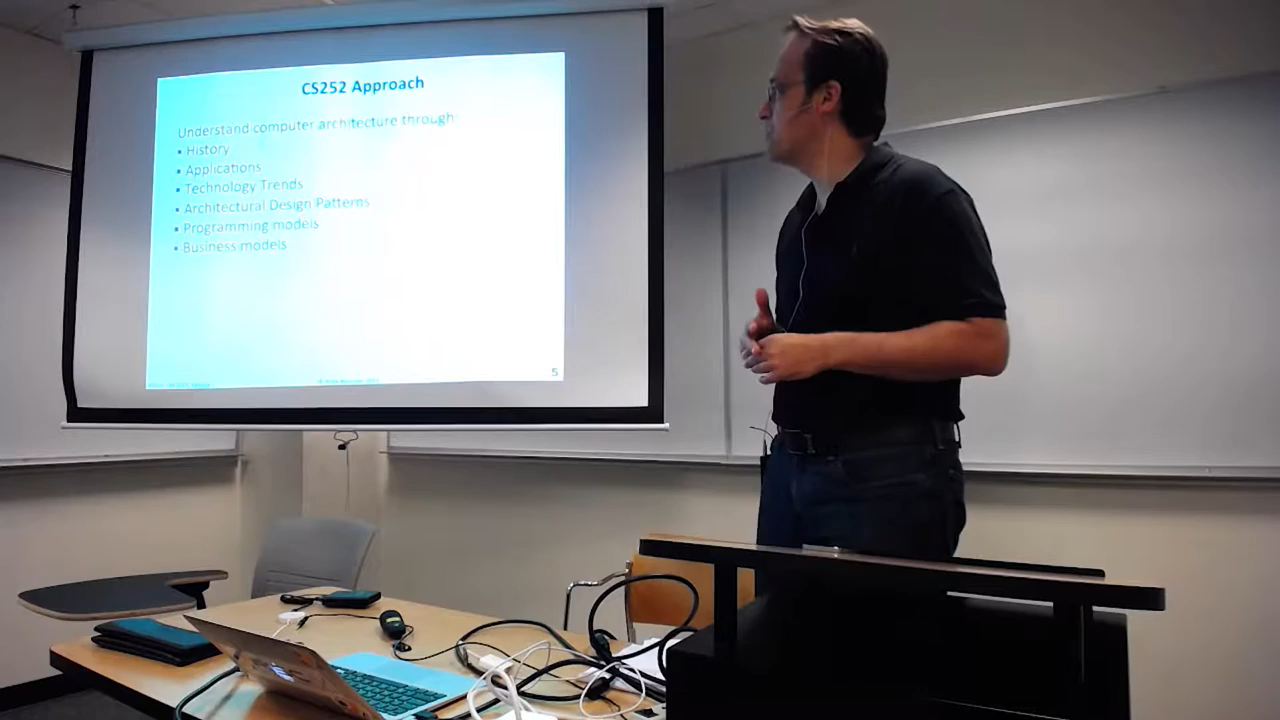 CS252 Approach
Understand computer architecture through:
▪ History
▪ Applications
▪ Technology Trends
▪ Architectural Design Patterns
▪ Programming models
▪ Business models
5